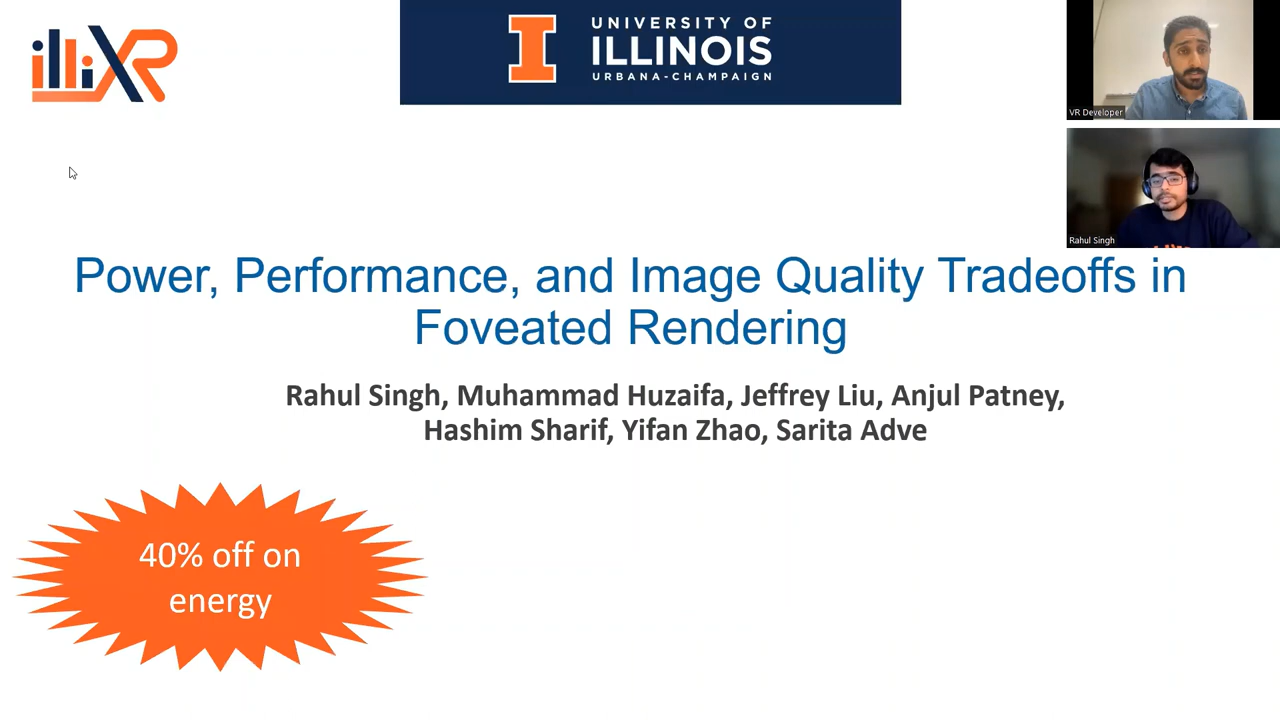 illiXR
UNIVERSITY OF
ILLINOIS
URBANA-CHAMPAIGN
VR Developer
Rahul Singh
Power, Performance, and Image Quality Tradeoffs in
Foveated Rendering
Rahul Singh, Muhammad Huzaifa, Jeffrey Liu, Anjul Patney,
Hashim Sharif, Yifan Zhao, Sarita Adve
40% off on
energy